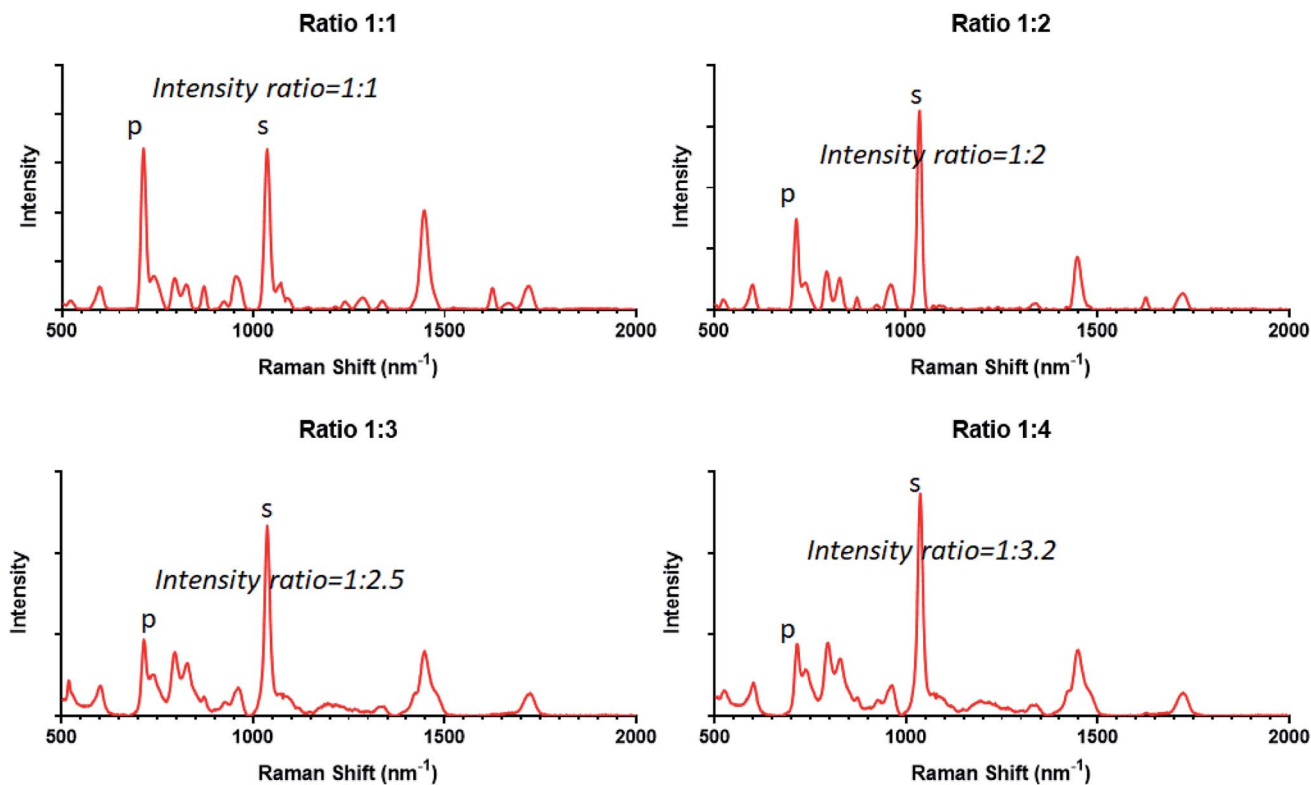 Ratio 1:1
Intensity ratio=1:1
p
s
Intensity
500
1000
1500
2000
Raman Shift (nm⁻¹)
Ratio 1:2
s
Intensity ratio=1:2
p
Intensity
500
1000
1500
2000
Raman Shift (nm⁻¹)
Ratio 1:3
s
Intensity ratio=1:2.5
p
Intensity
500
1000
1500
2000
Raman Shift (nm⁻¹)
Ratio 1:4
s
Intensity ratio=1:3.2
p
Intensity
500
1000
1500
2000
Raman Shift (nm⁻¹)